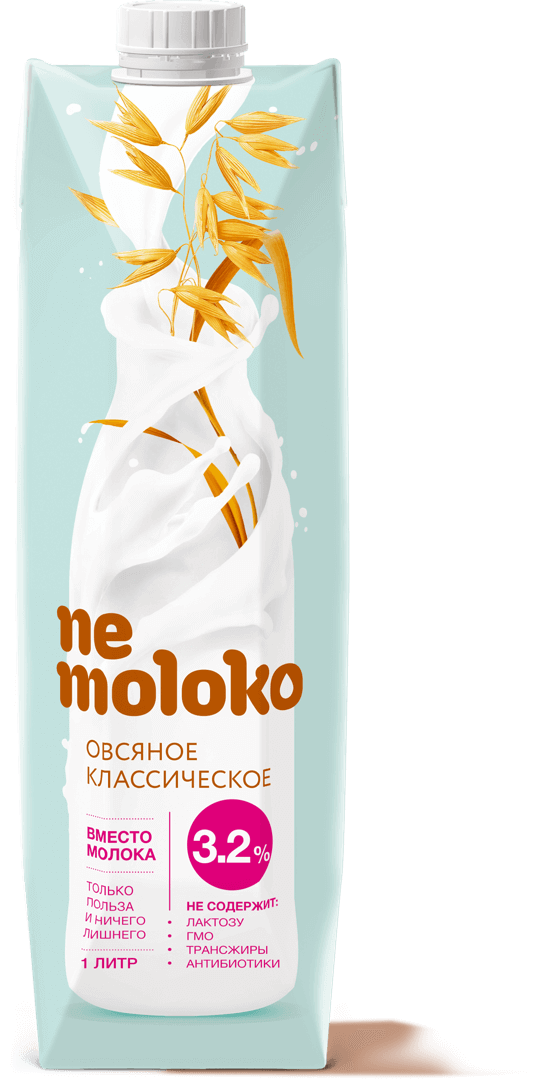 ne
moloko
ОВСЯНОЕ
КЛАССИЧЕСКОЕ
ВМЕСТО
МОЛОКА
3.2%
ТОЛЬКО
ПОЛЬЗА
И НИЧЕГО
ЛИШНЕГО
1 ЛИТР
НЕ СОДЕРЖИТ:
• ЛАКТОЗУ
• ГМО
• ТРАНСЖИРЫ
• АНТИБИОТИКИ